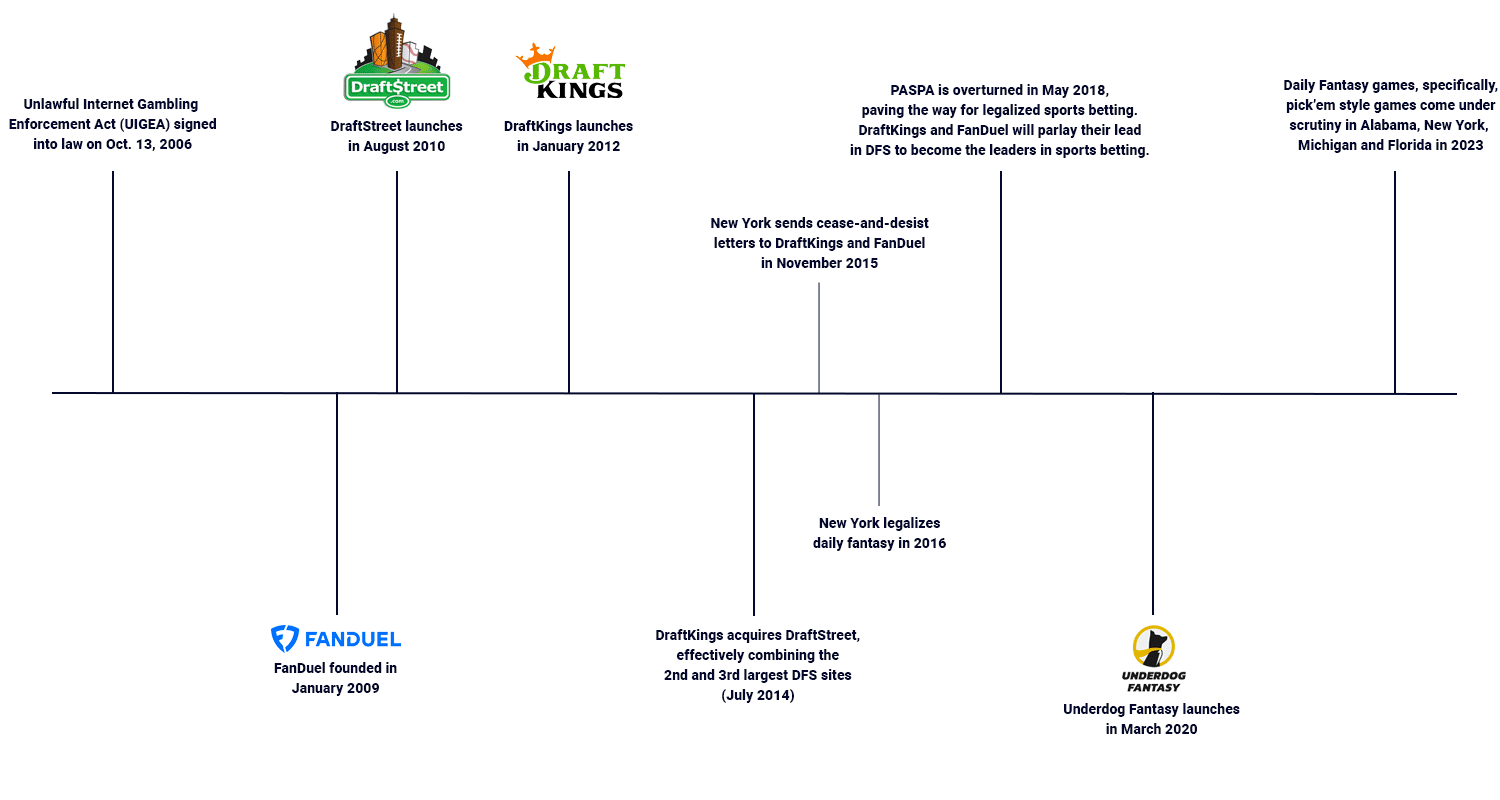 Unlawful Internet Gambling
Enforcement Act (UIGEA) signed
into law on Oct. 13, 2006
DraftStreet
.com
DraftStreet launches
in August 2010
DRAFT
KINGS
DraftKings launches
in January 2012
New York sends cease-and-desist
letters to DraftKings and FanDuel
in November 2015
PASPA is overturned in May 2018,
paving the way for legalized sports betting.
DraftKings and FanDuel will parlay their lead
in DFS to become the leaders in sports betting.
Daily Fantasy games, specifically,
pick’em style games come under
scrutiny in Alabama, New York,
Michigan and Florida in 2023
FANDUEL
FanDuel founded in
January 2009
DraftKings acquires DraftStreet,
effectively combining the
2nd and 3rd largest DFS sites
(July 2014)
New York legalizes
daily fantasy in 2016
UNDERDOG
FANTASY
Underdog Fantasy launches
in March 2020